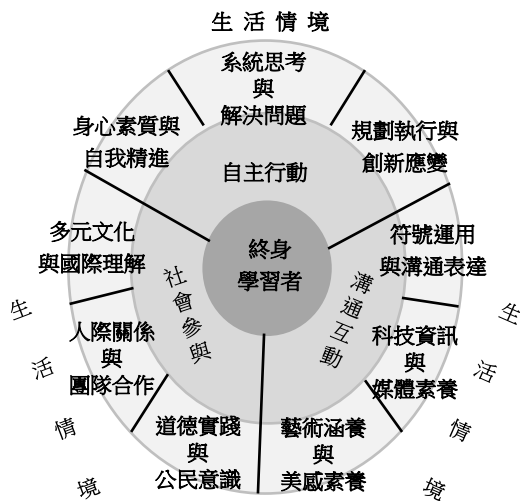 生活情境
系統思考
與
解決問題
身心素質與
自我精進
規劃執行與
創新應變
自主行動
多元文化
與國際理解
終身
學習者
符號運用
與溝通表達
社會參與
溝通互動
人際關係
與
團隊合作
科技資訊
與
媒體素養
道德實踐
與
公民意識
藝術涵養
與
美感素養
生活情境
生活情境